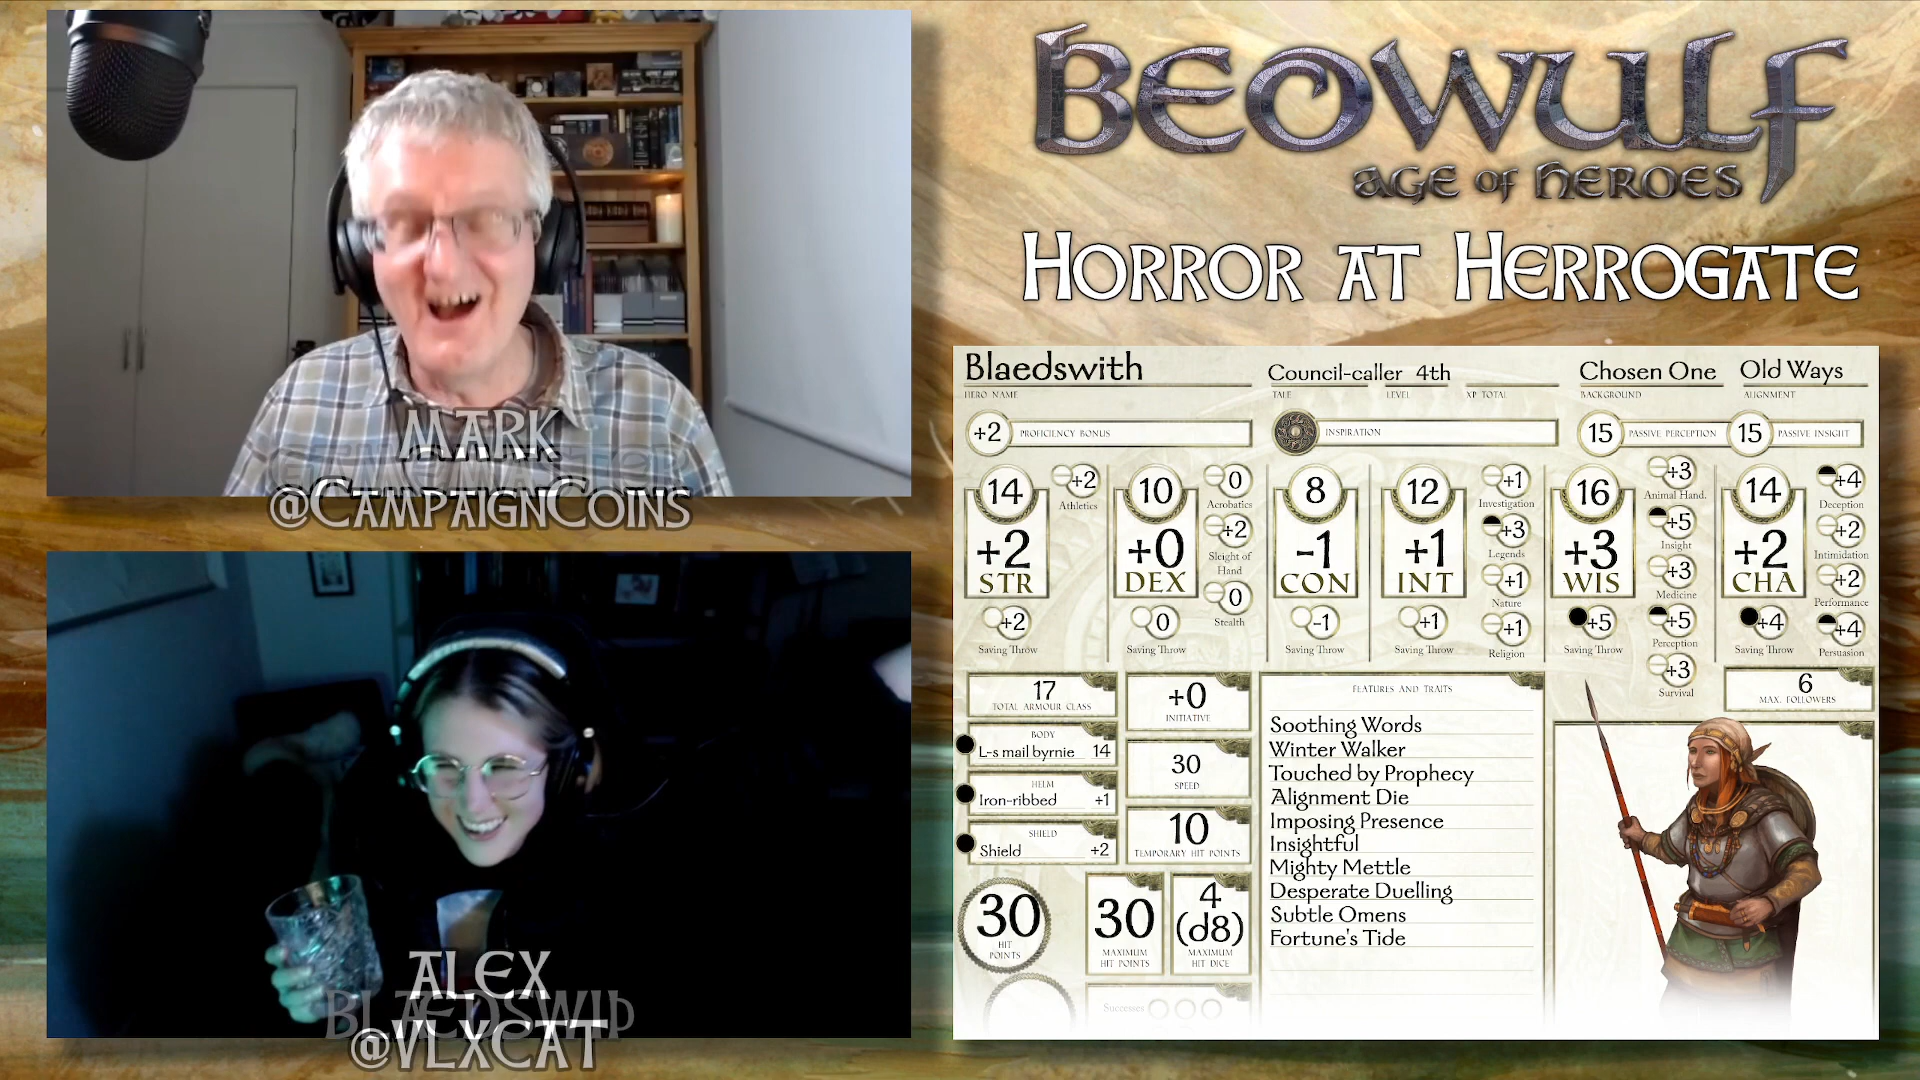 BEOWULF
AGE OF HEROES
HORROR AT HERROGATE
MARK
@CAMPAIGNCOINS
ALEX
BLAEDSWIÞ
@VLXCAT
Blaedswith
HERO NAME
Council-caller 4th
TALE LEVEL XP TOTAL
Chosen One
BACKGROUND
Old Ways
ALIGNMENT
+2 PROFICIENCY BONUS
INSPIRATION
15 PASSIVE PERCEPTION
15 PASSIVE INSIGHT
14
+2
STR
+2
Athletics
+2
Saving Throw
10
+0
DEX
0
Acrobatics
+2
Sleight of
Hand
0
Stealth
0
Saving Throw
8
-1
CON
-1
Saving Throw
12
+1
INT
+1
Investigation
+3
Legends
+1
Nature
+1
Religion
+1
Saving Throw
16
+3
WIS
+3
Animal Hand.
+5
Insight
+3
Medicine
+5
Perception
+3
Survival
+5
Saving Throw
14
+2
CHA
+4
Deception
+2
Intimidation
+2
Performance
+4
Persuasion
+4
Saving Throw
6
MAX. FOLLOWERS
17
TOTAL ARMOUR CLASS
BODY
L-s mail byrnie 14
HELM
Iron-ribbed +1
SHIELD
Shield +2
+0
INITIATIVE
30
SPEED
10
TEMPORARY HIT POINTS
30
HIT
POINTS
30
MAXIMUM
HIT POINTS
4
(d8)
MAXIMUM
HIT DICE
Successes
FEATURES AND TRAITS
Soothing Words
Winter Walker
Touched by Prophecy
Alignment Die
Imposing Presence
Insightful
Mighty Mettle
Desperate Duelling
Subtle Omens
Fortune's Tide